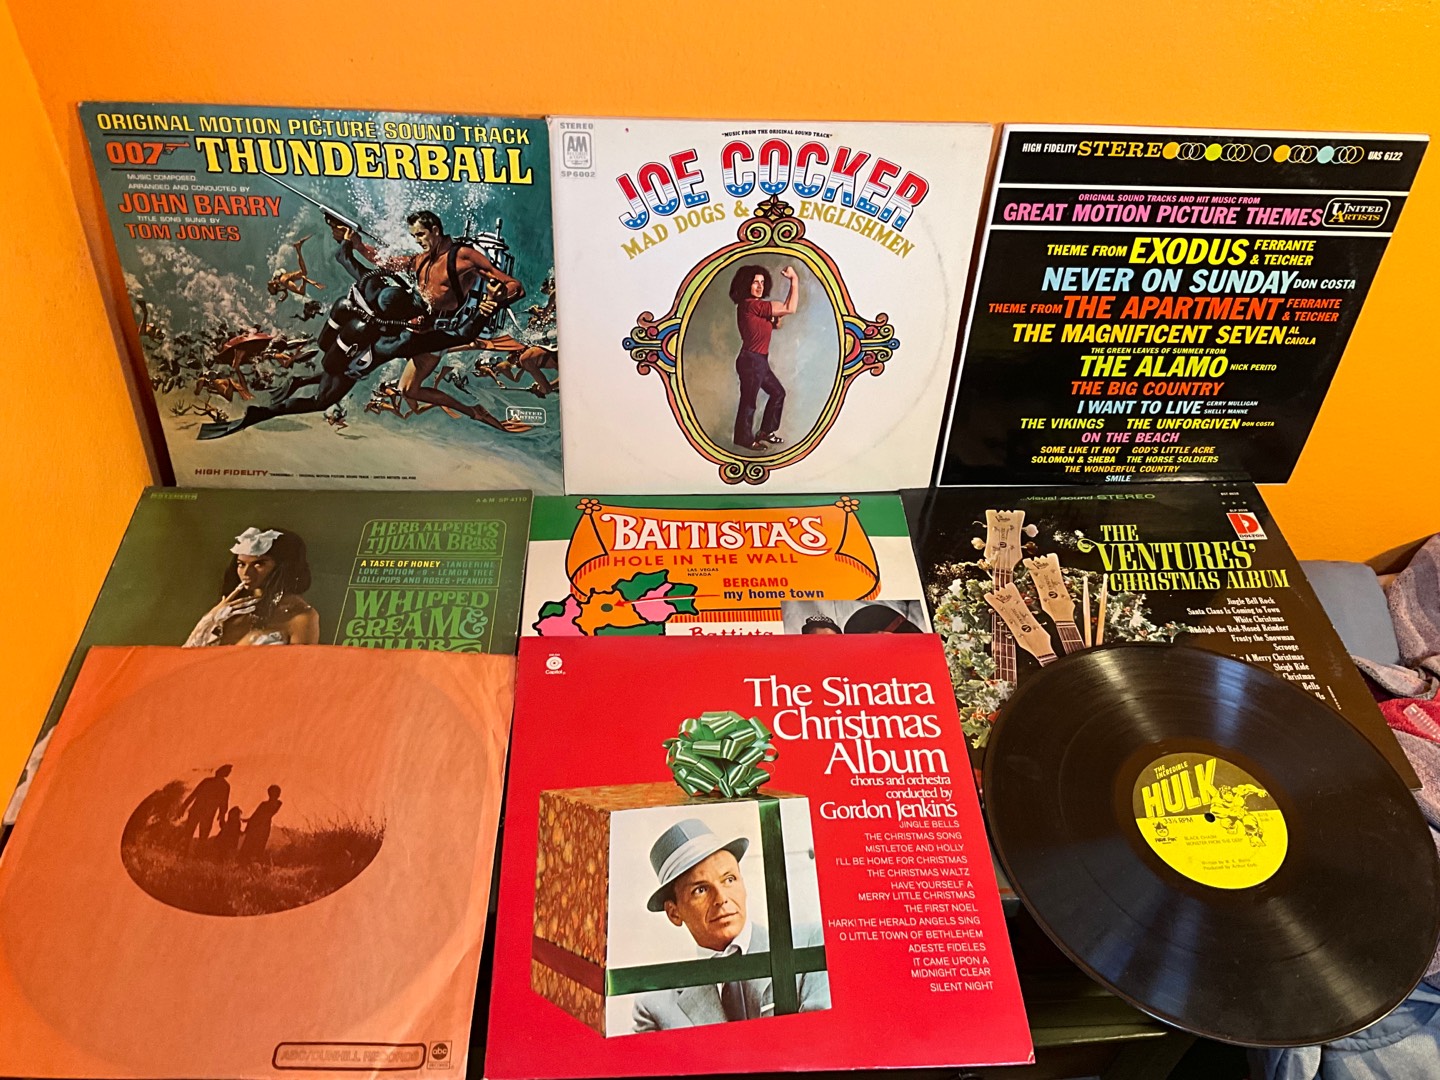 ORIGINAL MOTION PICTURE SOUND TRACK
007 THUNDERBALL
MUSIC COMPOSED
ARRANGED AND CONDUCTED BY
JOHN BARRY
TITLE SONG SUNG BY
TOM JONES
UNITED ARTISTS
HIGH FIDELITY
STEREO
A&M
SP 6002
"MUSIC FROM THE ORIGINAL SOUND TRACK"
JOE COCKER
MAD DOGS & ENGLISHMEN
HIGH FIDELITY STEREO UAS 6122
ORIGINAL SOUND TRACKS AND HIT MUSIC FROM
GREAT MOTION PICTURE THEMES
UNITED ARTISTS
THEME FROM EXODUS FERRANTE & TEICHER
NEVER ON SUNDAY DON COSTA
THEME FROM THE APARTMENT FERRANTE & TEICHER
THE MAGNIFICENT SEVEN AL CAIOLA
THE GREEN LEAVES OF SUMMER FROM
THE ALAMO NICK PERITO
THE BIG COUNTRY
I WANT TO LIVE GERRY MULLIGAN SHELLY MANNE
THE VIKINGS THE UNFORGIVEN DON COSTA
ON THE BEACH
SOME LIKE IT HOT GOD'S LITTLE ACRE
SOLOMON & SHEBA THE HORSE SOLDIERS
THE WONDERFUL COUNTRY
SMILE
A&M SP-4110
HERB ALPERT'S
TIJUANA BRASS
A TASTE OF HONEY · TANGERINE
LOVE POTION #9 · LEMON TREE
LOLLIPOPS AND ROSES · PEANUTS
WHIPPED
CREAM &
OTHER
BATTISTA'S
HOLE IN THE WALL
LAS VEGAS
NEVADA
BERGAMO
my home town
Battista
visual sound STEREO
DOLTON
THE
VENTURES'
CHRISTMAS ALBUM
Jingle Bell Rock
Santa Claus Is Coming to Town
White Christmas
Rudolph the Red-Nosed Reindeer
Frosty the Snowman
Scrooge
A Merry Christmas
Sleigh Ride
Christmas
Bells
ABC/DUNHILL RECORDS
abc
Capitol
The Sinatra
Christmas
Album
chorus and orchestra
conducted by
Gordon Jenkins
JINGLE BELLS
THE CHRISTMAS SONG
MISTLETOE AND HOLLY
I'LL BE HOME FOR CHRISTMAS
THE CHRISTMAS WALTZ
HAVE YOURSELF A
MERRY LITTLE CHRISTMAS
THE FIRST NOEL
HARK! THE HERALD ANGELS SING
O LITTLE TOWN OF BETHLEHEM
ADESTE FIDELES
IT CAME UPON A
MIDNIGHT CLEAR
SILENT NIGHT
THE INCREDIBLE
HULK
33⅓ RPM